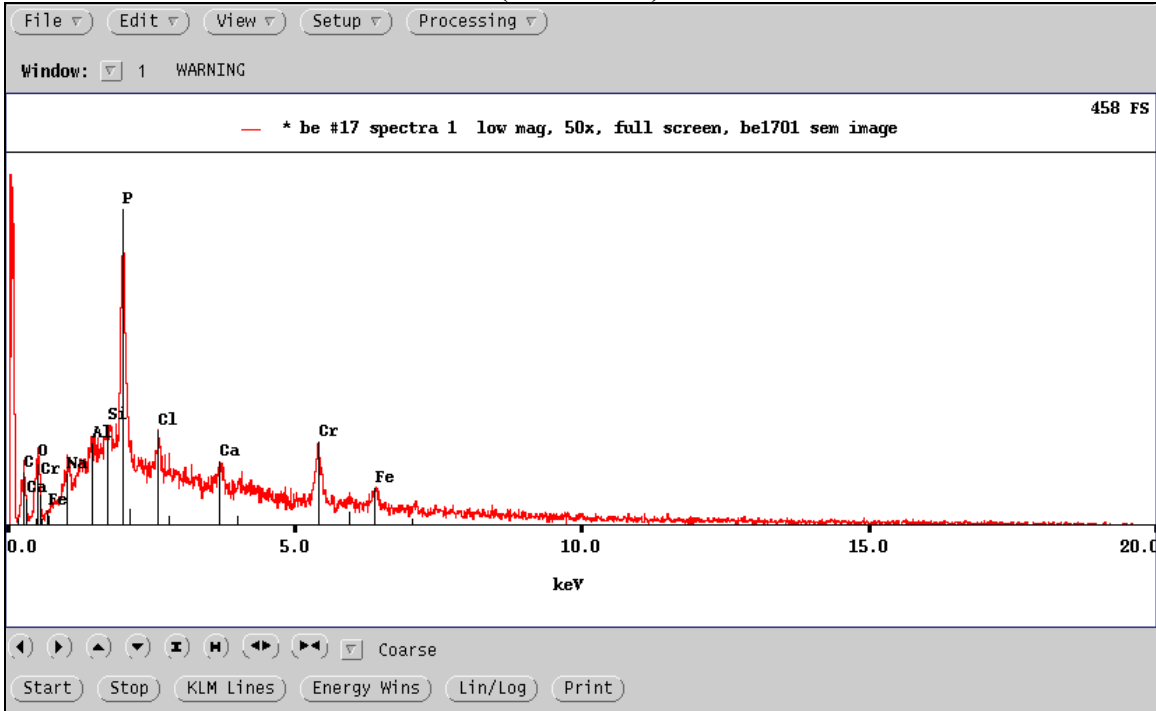 File Edit View Setup Processing
Window: 1 WARNING
458 FS
* be #17 spectra 1 low mag, 50x, full screen, be1701 sem image
P
Si Cl
Al
O Cr
C Cr Na Ca
Ca Fe Fe
0.0 5.0 10.0 15.0 20.0
keV
Coarse
Start Stop KLM Lines Energy Wins Lin/Log Print